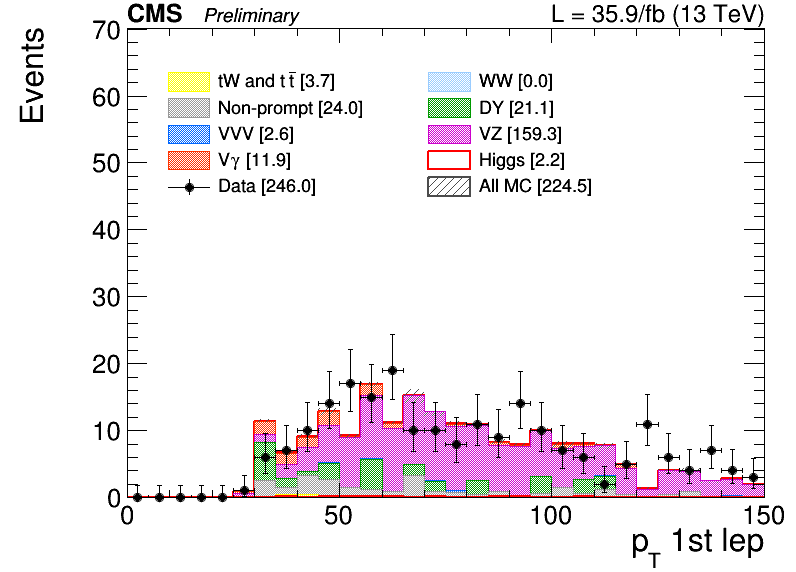 CMS Preliminary L = 35.9/fb (13 TeV)
Events
70
60
50
40
30
20
10
0
tW and t t̅ [3.7]
Non-prompt [24.0]
VVV [2.6]
Vγ [11.9]
Data [246.0]
WW [0.0]
DY [21.1]
VZ [159.3]
Higgs [2.2]
All MC [224.5]
0 50 100 150
p_T 1st lep